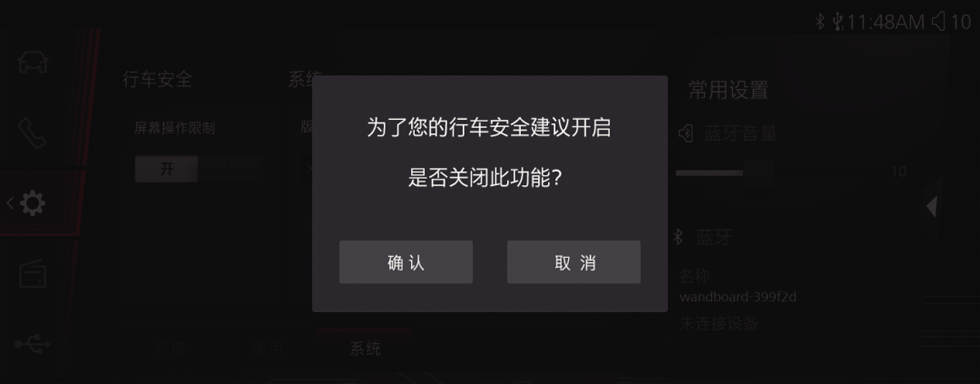 11:48AM 10
行车安全
系统
常用设置
屏幕操作限制
版
开
为了您的行车安全建议开启
是否关闭此功能?
确认
取消
蓝牙音量
10
蓝牙
名称
wandboard-399f2d
未连接设备
系统